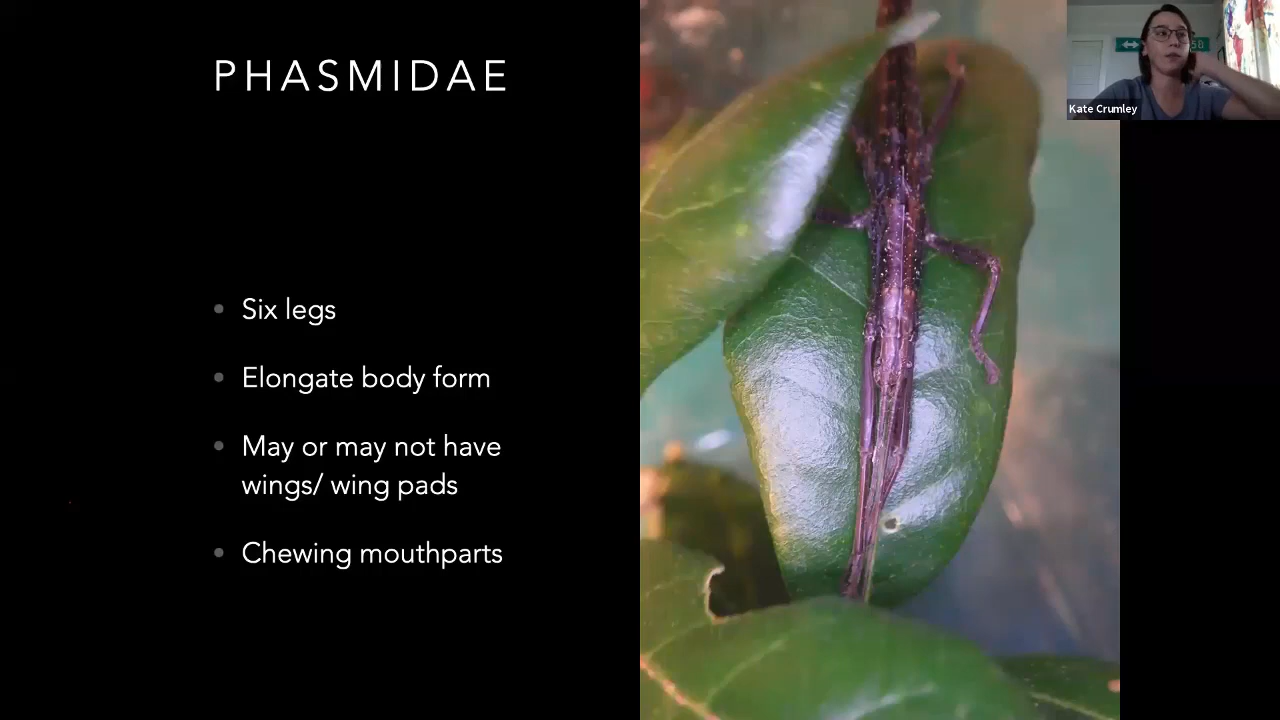 PHASMIDAE
• Six legs
• Elongate body form
• May or may not have
wings/ wing pads
• Chewing mouthparts
Kate Crumley